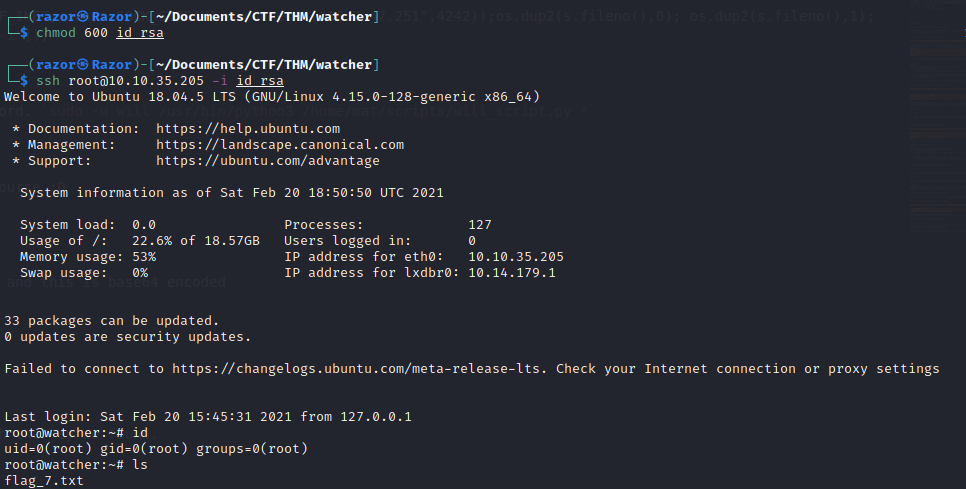 ┌──(razor㉿Razor)-[~/Documents/CTF/THM/watcher]
└─$ chmod 600 id_rsa
┌──(razor㉿Razor)-[~/Documents/CTF/THM/watcher]
└─$ ssh root@10.10.35.205 -i id_rsa
Welcome to Ubuntu 18.04.5 LTS (GNU/Linux 4.15.0-128-generic x86_64)
* Documentation:  https://help.ubuntu.com
* Management:     https://landscape.canonical.com
* Support:        https://ubuntu.com/advantage
System information as of Sat Feb 20 18:50:50 UTC 2021
System load:  0.0                Processes:             127
Usage of /:   22.6% of 18.57GB   Users logged in:       0
Memory usage: 53%                IP address for eth0:   10.10.35.205
Swap usage:   0%                 IP address for lxdbr0: 10.14.179.1
and this is base64 encoded
33 packages can be updated.
0 updates are security updates.
Failed to connect to https://changelogs.ubuntu.com/meta-release-lts. Check your Internet connection or proxy settings
Last login: Sat Feb 20 15:45:31 2021 from 127.0.0.1
root@watcher:~# id
uid=0(root) gid=0(root) groups=0(root)
root@watcher:~# ls
flag_7.txt